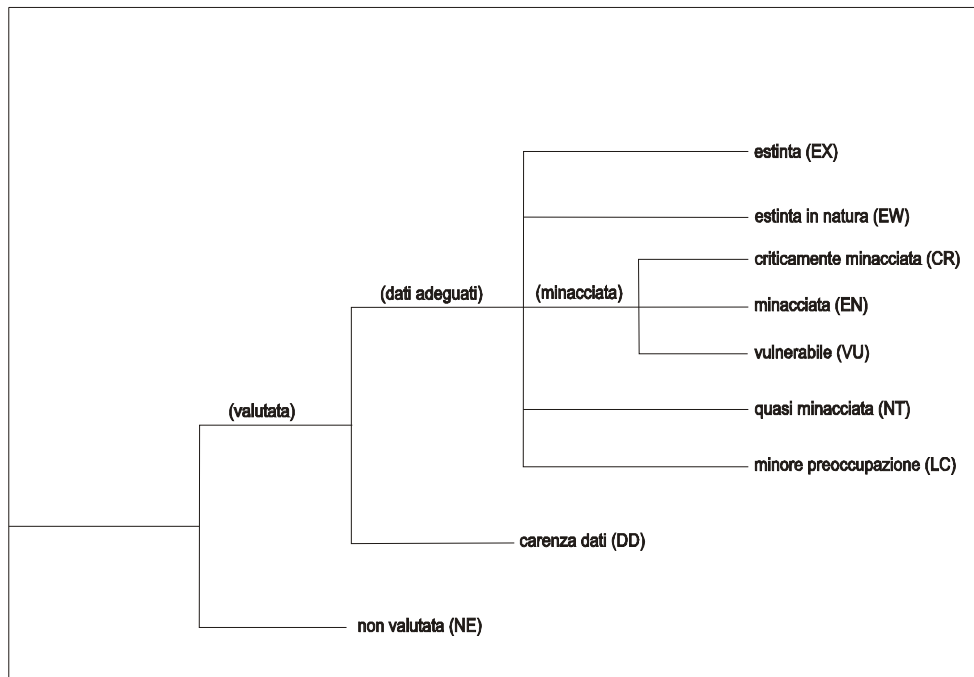 estinta (EX)
estinta in natura (EW)
criticamente minacciata (CR)
(dati adeguati)
(minacciata)
minacciata (EN)
vulnerabile (VU)
(valutata)
quasi minacciata (NT)
minore preoccupazione (LC)
carenza dati (DD)
non valutata (NE)